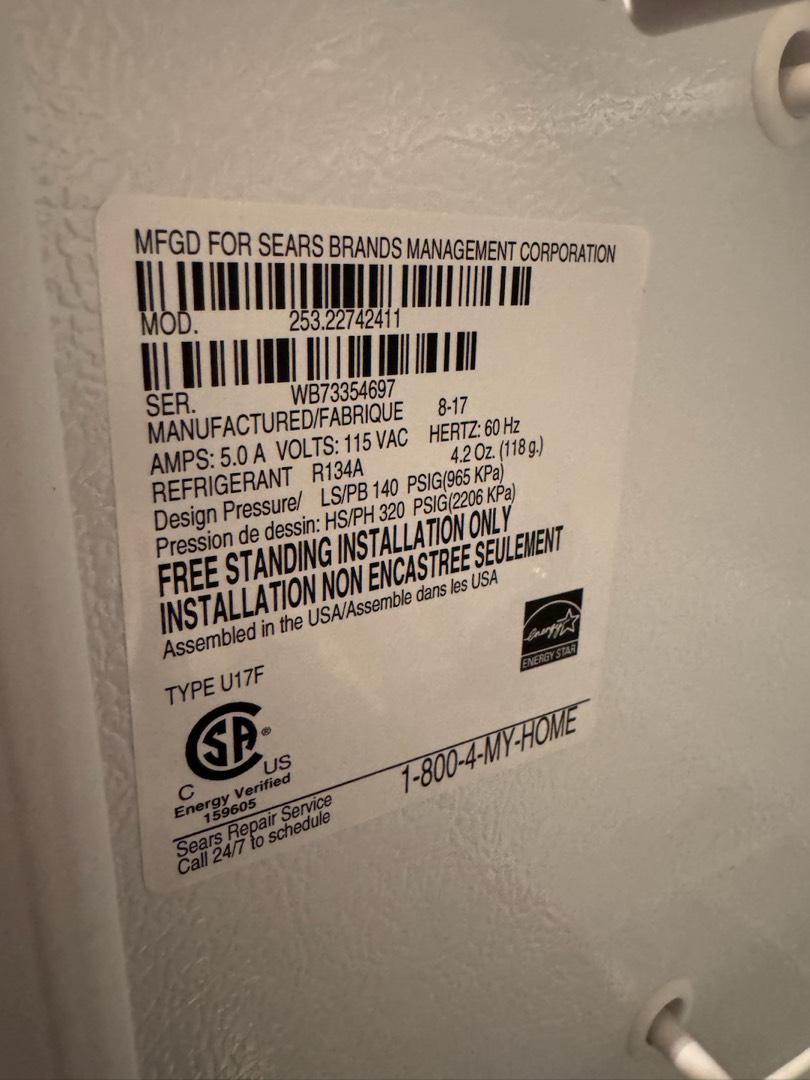 MFGD FOR SEARS BRANDS MANAGEMENT CORPORATION
MOD. 253.22742411
SER. WB73354697
MANUFACTURED/FABRIQUE 8-17
AMPS: 5.0 A VOLTS: 115 VAC HERTZ: 60 Hz
REFRIGERANT R134A 4.2 Oz. (118 g.)
Design Pressure/ LS/PB 140 PSIG(965 KPa)
Pression de dessin: HS/PH 320 PSIG(2206 KPa)
FREE STANDING INSTALLATION ONLY
INSTALLATION NON ENCASTREE SEULEMENT
Assembled in the USA/Assemble dans les USA
energy
ENERGY STAR
TYPE U17F
SA®
C US
Energy Verified
159605
Sears Repair Service
Call 24/7 to schedule
1-800-4-MY-HOME